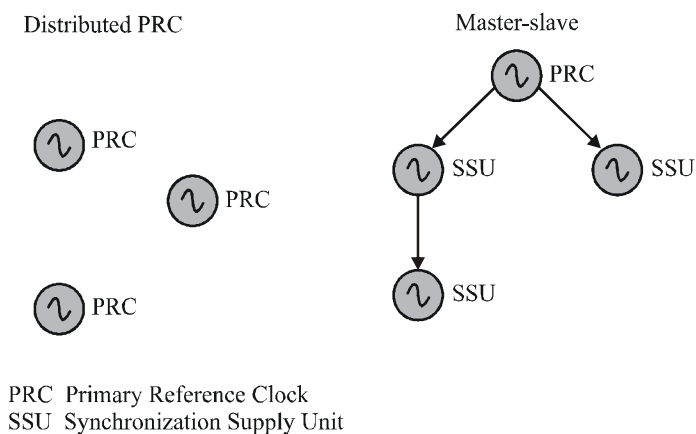 Distributed PRC
Master-slave
PRC
PRC
PRC
PRC
SSU
SSU
SSU
PRC Primary Reference Clock
SSU Synchronization Supply Unit